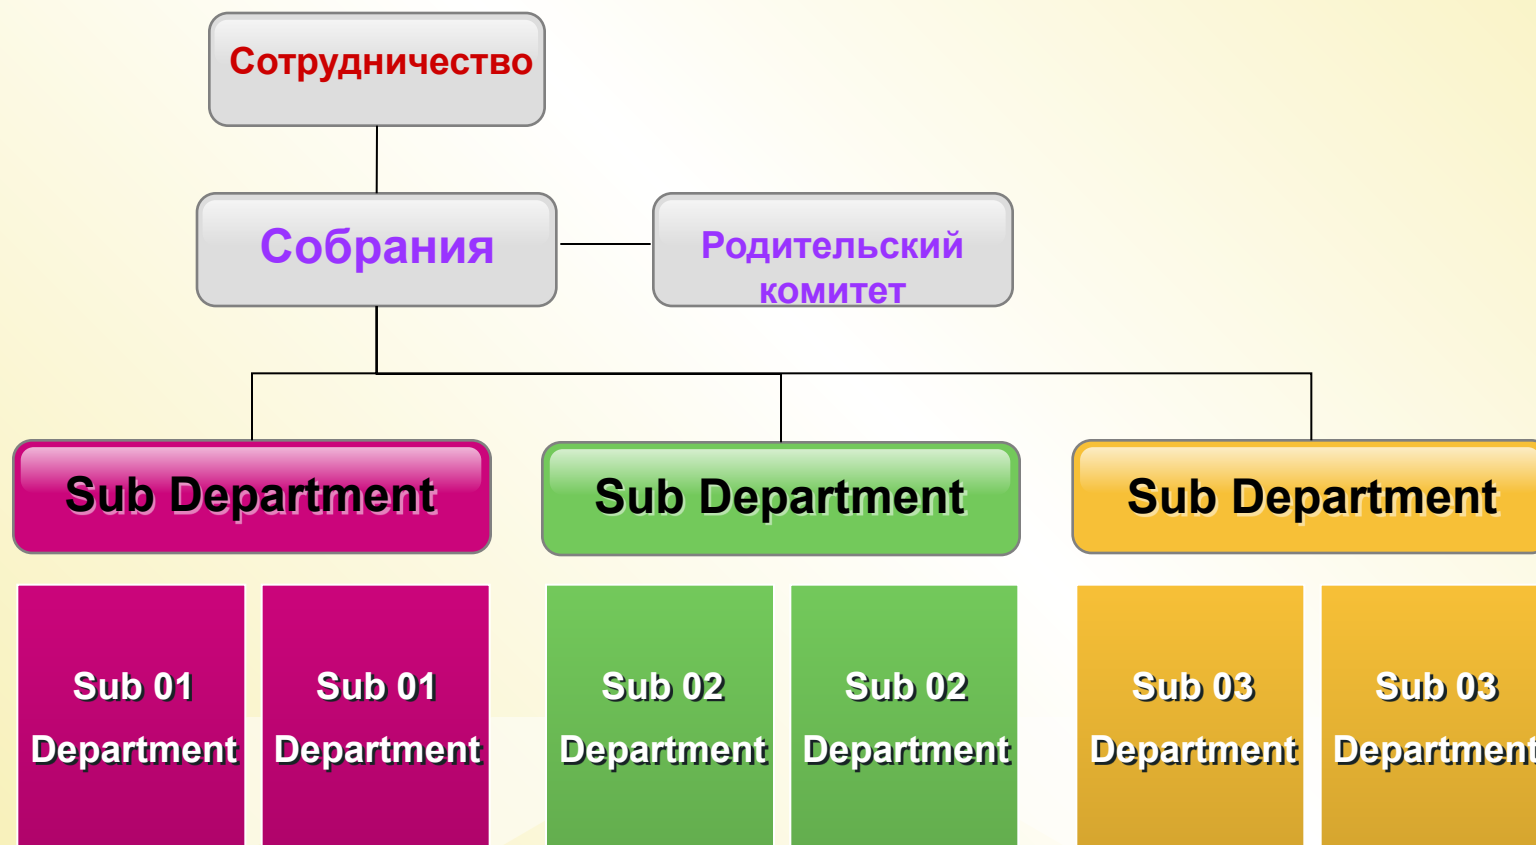 Сотрудничество
Собрания
Родительский
комитет
Sub Department
Sub Department
Sub Department
Sub 01
Department
Sub 01
Department
Sub 02
Department
Sub 02
Department
Sub 03
Department
Sub 03
Department